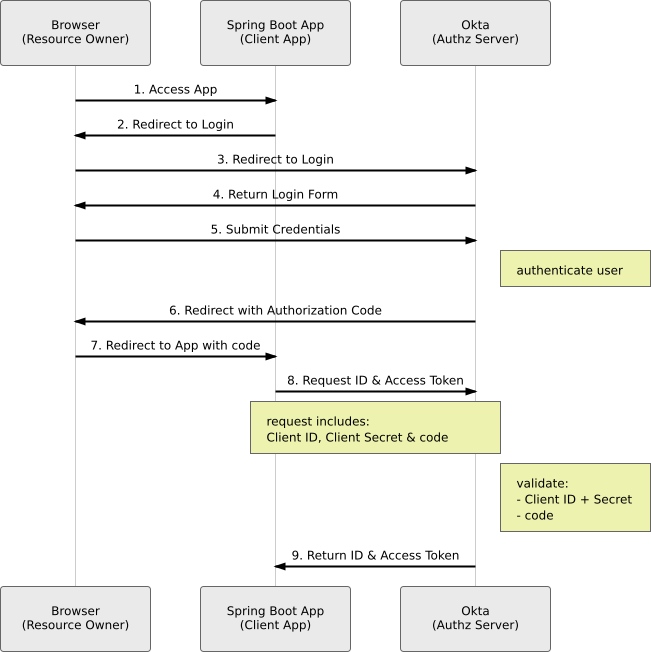 Browser
(Resource Owner)
Spring Boot App
(Client App)
Okta
(Authz Server)
1. Access App
2. Redirect to Login
3. Redirect to Login
4. Return Login Form
5. Submit Credentials
authenticate user
6. Redirect with Authorization Code
7. Redirect to App with code
8. Request ID & Access Token
request includes:
Client ID, Client Secret & code
validate:
- Client ID + Secret
- code
9. Return ID & Access Token
Browser
(Resource Owner)
Spring Boot App
(Client App)
Okta
(Authz Server)